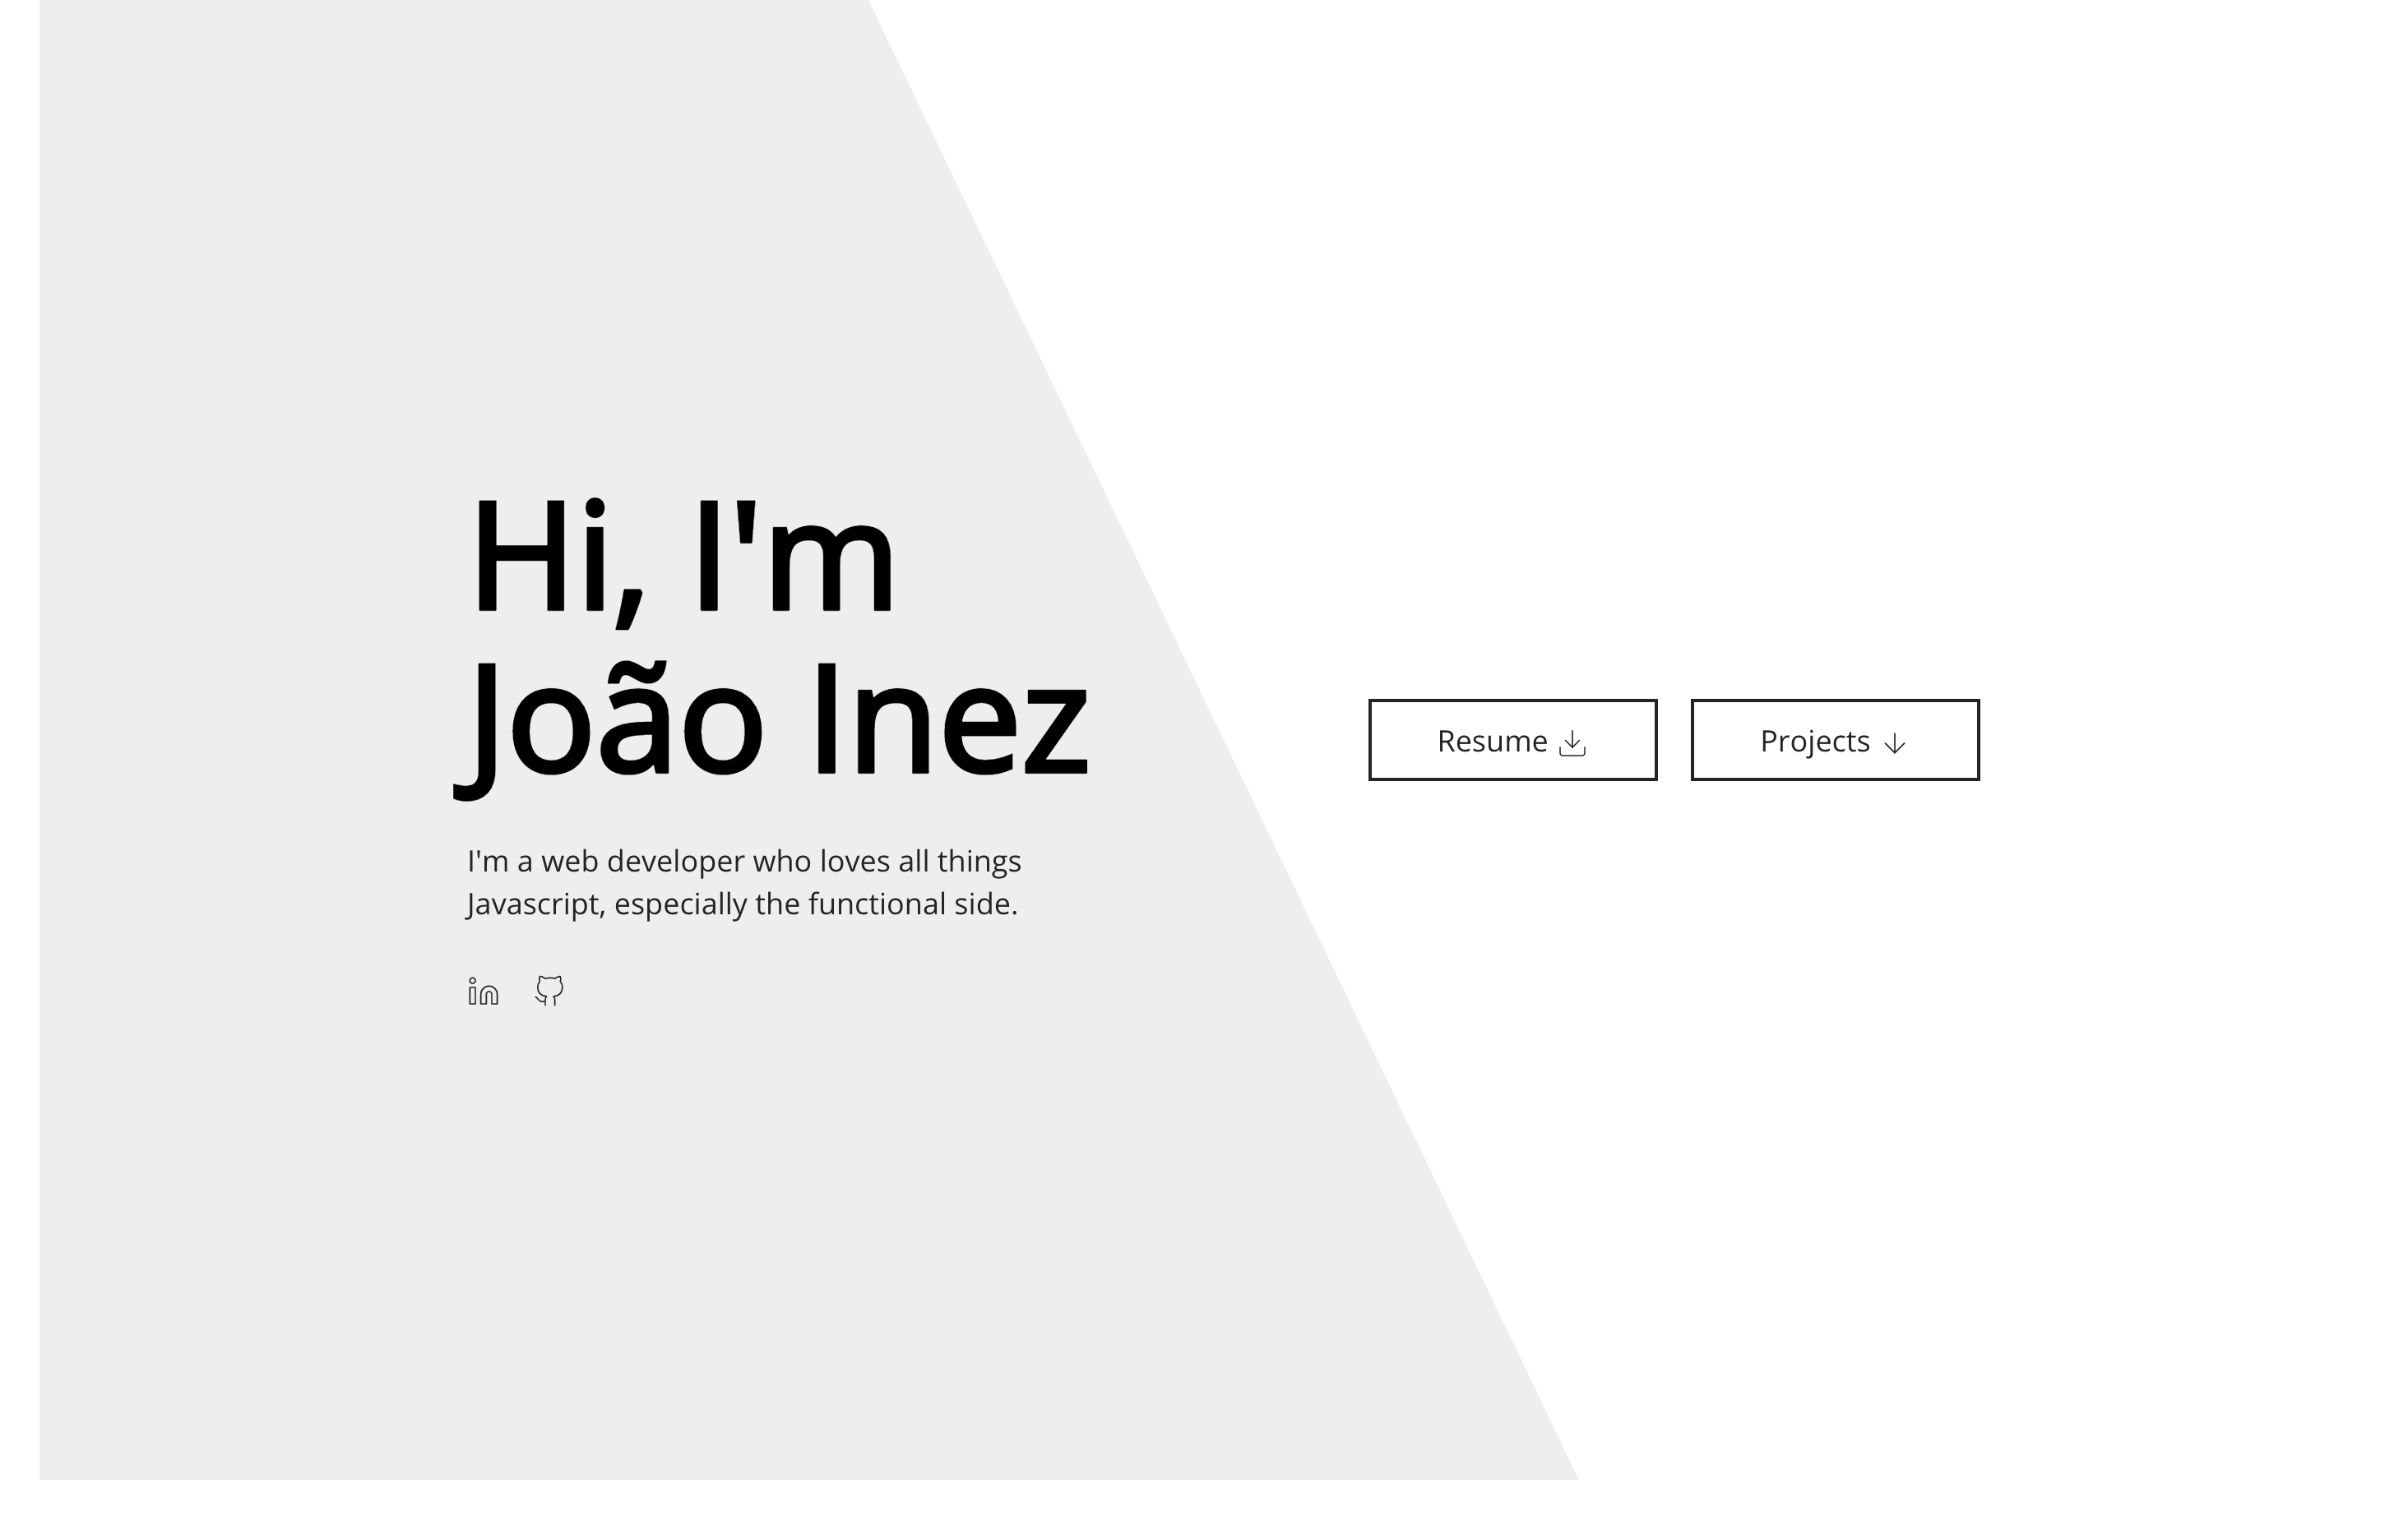 Hi, I'm
João Inez
I'm a web developer who loves all things
Javascript, especially the functional side.
Resume
Projects